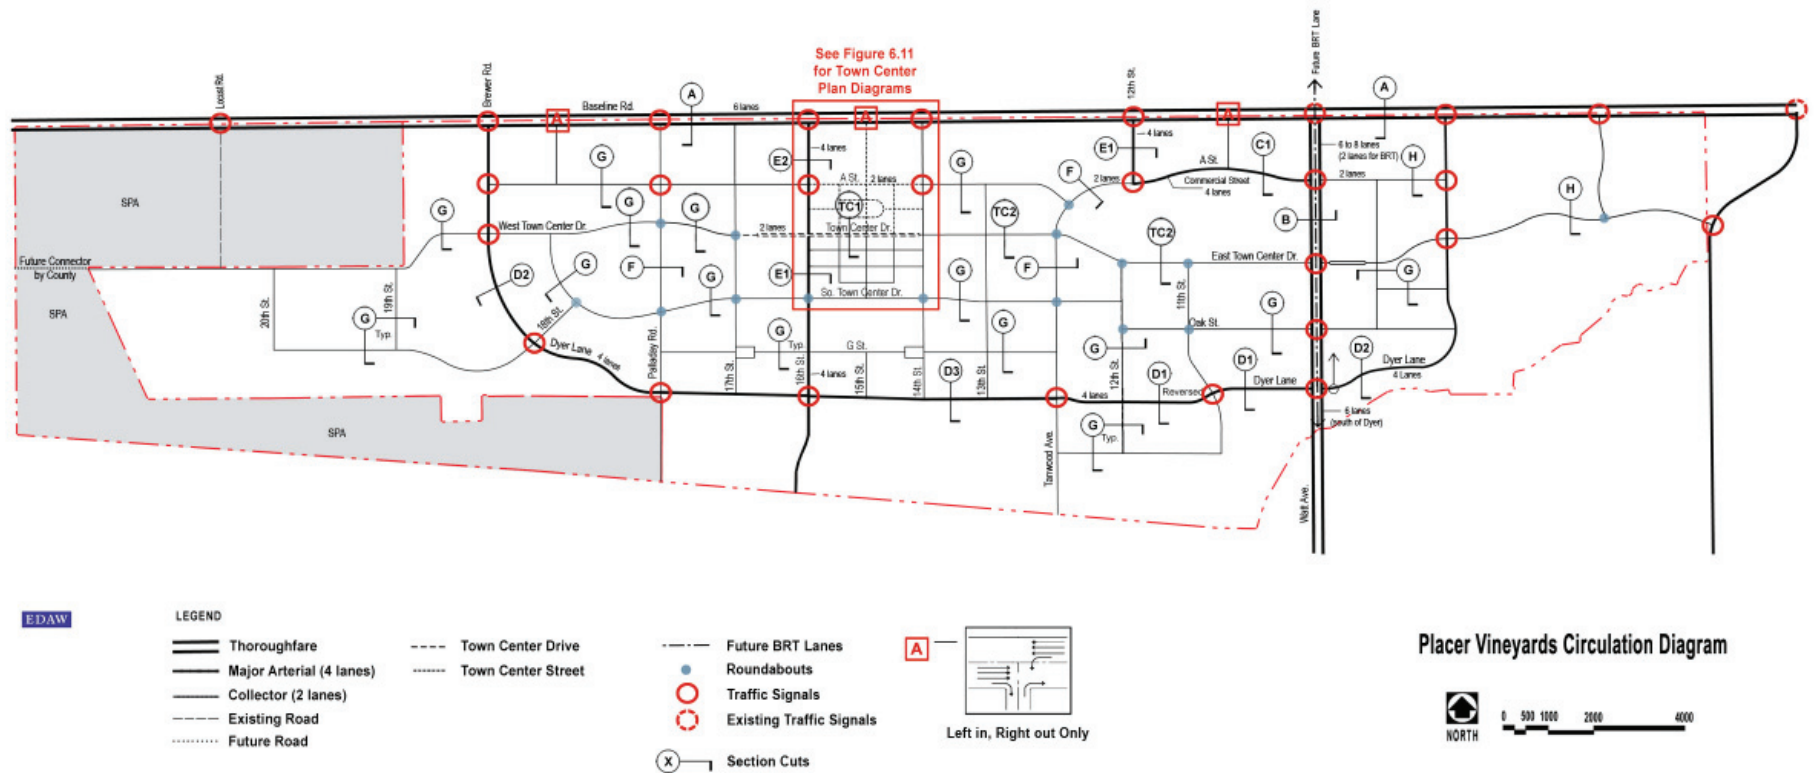 See Figure 6.11
for Town Center
Plan Diagrams
Locust Rd.
Brewer Rd.
Baseline Rd.
6 lanes
A
12th St.
Future BRT Lane
A
A
A
A
A
4 lanes
E2
A St.
2 lanes
TC1
Town Center Dr.
2 lanes
E1
So. Town Center Dr.
4 lanes
E1
C1
A St.
2 lanes
Commercial Street
4 lanes
6 to 8 lanes
(2 lanes for BRT)
H
2 lanes
H
B
SPA
G
G
G
G
G
F
TC2
TC2
West Town Center Dr.
East Town Center Dr.
Future Connector
by County
SPA
20th St.
19th St.
D2
G
18th St.
F
G
G
F
11th St.
G
G
Typ.
Dyer Lane
4 lanes
Palladay Rd.
17th St.
G
Typ.
16th St.
4 lanes
G St.
15th St.
14th St.
D3
13th St.
G
G
Oak St.
G
12th St.
D1
Reversed
D1
Dyer Lane
D2
Dyer Lane
4 Lanes
4 lanes
6 lanes
(south of Dyer)
G
Typ.
Tanwood Ave.
Watt Ave.
SPA
EDAW
LEGEND
Thoroughfare
Major Arterial (4 lanes)
Collector (2 lanes)
Existing Road
Future Road
Town Center Drive
Town Center Street
Future BRT Lanes
Roundabouts
Traffic Signals
Existing Traffic Signals
X
Section Cuts
A
Left in, Right out Only
Placer Vineyards Circulation Diagram
NORTH
0 500 1000 2000 4000